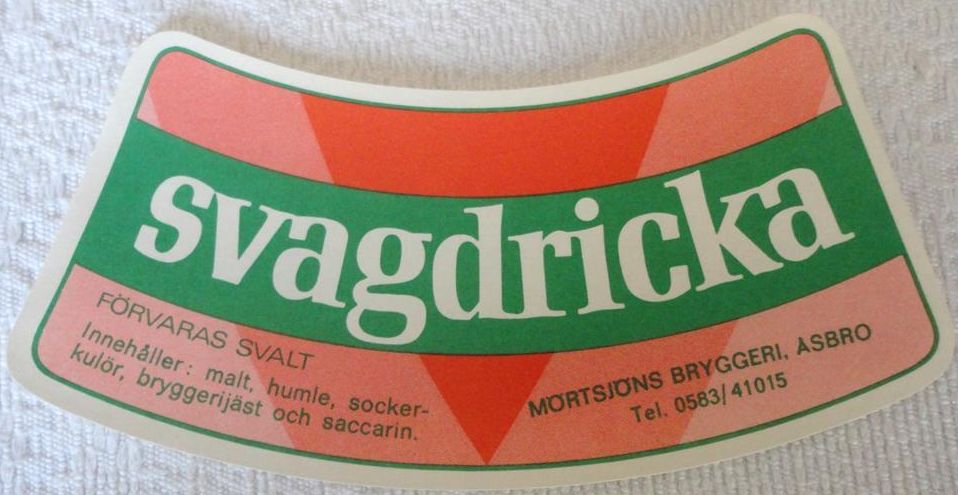 svagdricka
FÖRVARAS SVALT
Innehåller: malt, humle, socker-
kulör, bryggerijäst och saccarin.
MÖRTSJÖNS BRYGGERI, ÅSBRO
Tel. 0583/41015